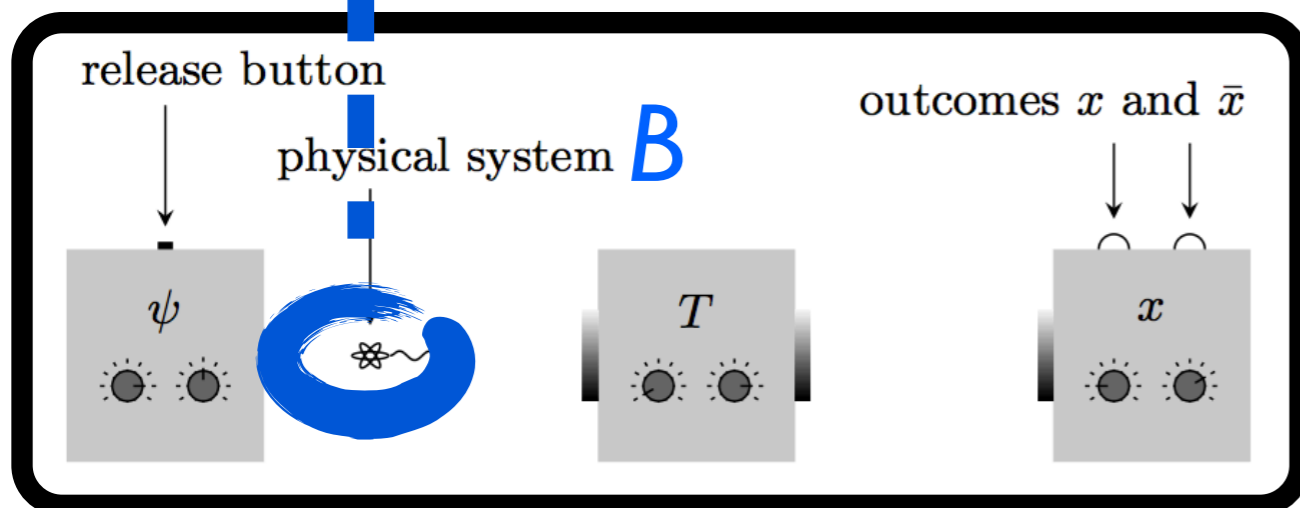 release button
outcomes x and x̄
physical system B
ψ
T
x